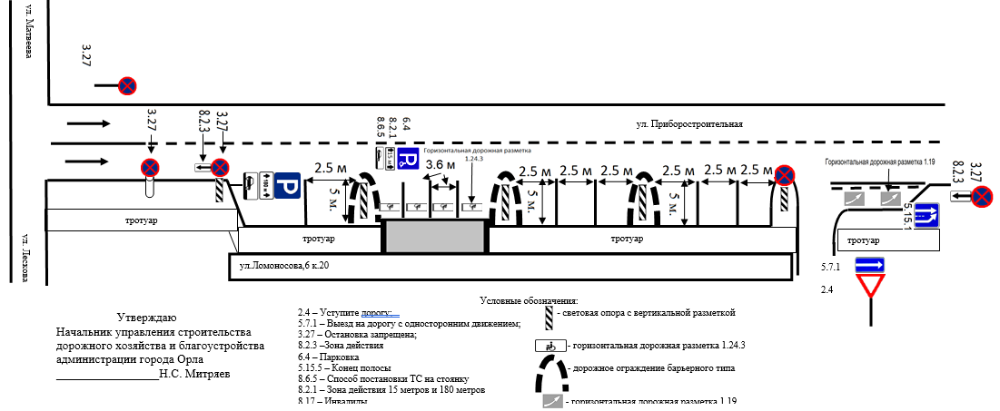 ул. Матвеева
3.27
3.27
8.2.3
3.27
ул. Приборостроительная
8.6.5
8.2.1
6.4
15 м
P
Горизонтальная дорожная разметка
1.24.3
3.6 м
180 м
P
2.5 м
5 м.
2.5 м
2.5 м
2.5 м
5 м.
2.5 м
2.5 м
2.5 м
5 м.
Горизонтальная дорожная разметка 1.19
8.2.3
3.27
5.15.1
тротуар
тротуар
тротуар
тротуар
ул. Лескова
ул.Ломоносова,6 к.20
5.7.1
2.4
Утверждаю
Начальник управления строительства
дорожного хозяйства и благоустройства
администрации города Орла
___________________Н.С. Митряев
Условные обозначения:
2.4 – Уступите дорогу;
5.7.1 – Выезд на дорогу с односторонним движением;
3.27 – Остановка запрещена;
8.2.3 –Зона действия
6.4 – Парковка
5.15.5 – Конец полосы
8.6.5 – Способ постановки ТС на стоянку
8.2.1 – Зона действия 15 метров и 180 метров
8.17 – Инвалиды
- световая опора с вертикальной разметкой
- горизонтальная дорожная разметка 1.24.3
- дорожное ограждение барьерного типа
- горизонтальная дорожная разметка 1.19